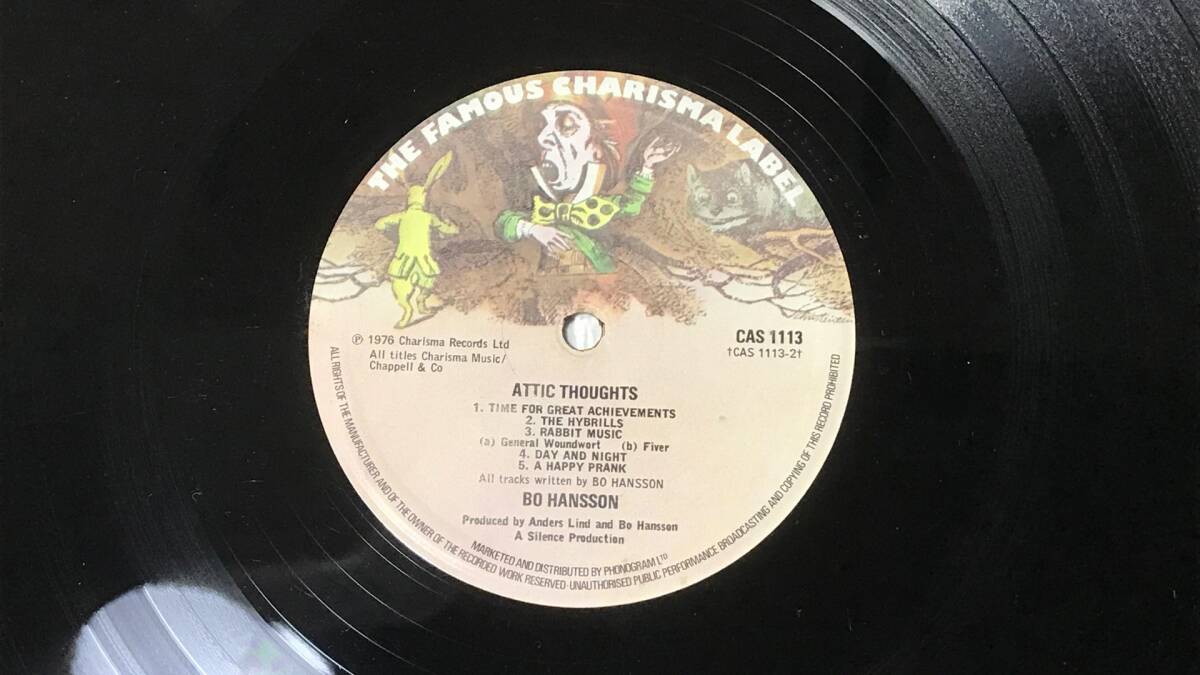 THE FAMOUS CHARISMA LABEL
℗ 1976 Charisma Records Ltd
All titles Charisma Music/
Chappell & Co
CAS 1113
†CAS 1113-2†
ATTIC THOUGHTS
1. TIME FOR GREAT ACHIEVEMENTS
2. THE HYBRILLS
3. RABBIT MUSIC
(a) General Woundwort (b) Fiver
4. DAY AND NIGHT
5. A HAPPY PRANK
All tracks written by BO HANSSON
BO HANSSON
Produced by Anders Lind and Bo Hansson
A Silence Production
MARKETED AND DISTRIBUTED BY PHONOGRAM LTD
ALL RIGHTS OF THE MANUFACTURER AND OF THE OWNER OF THE RECORDED WORK RESERVED·UNAUTHORISED PUBLIC PERFORMANCE BROADCASTING AND COPYING OF THIS RECORD PROHIBITED